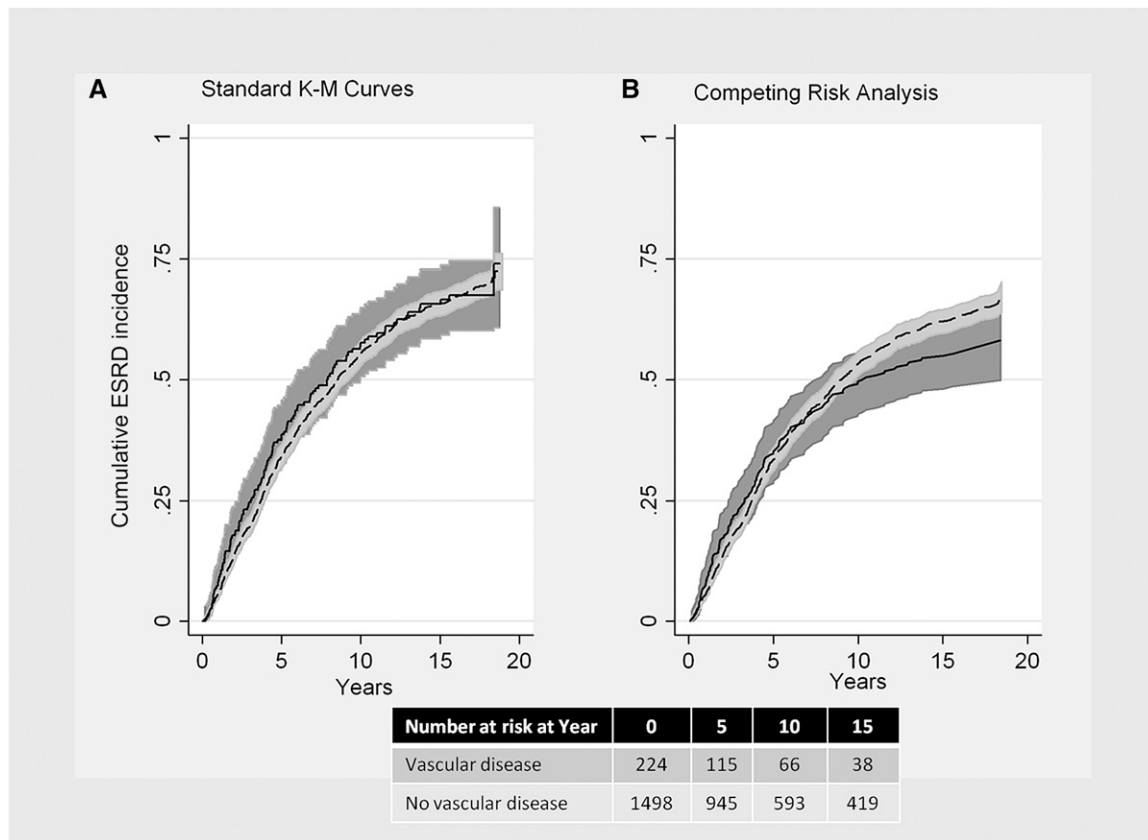 A Standard K-M Curves
B Competing Risk Analysis
Cumulative ESRD incidence
1
.75
.5
.25
0
0 5 10 15 20
Years
1
.75
.5
.25
0
0 5 10 15 20
Years
Number at risk at Year 0 5 10 15
Vascular disease 224 115 66 38
No vascular disease 1498 945 593 419